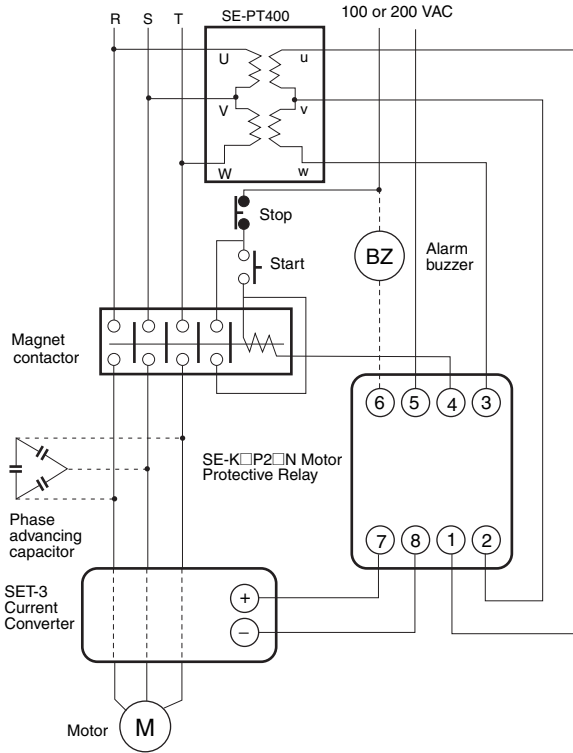 R S T
SE-PT400
100 or 200 VAC
U u
V v
W w
Stop
Start
BZ
Alarm
buzzer
Magnet
contactor
6 5 4 3
SE-K□P2□N Motor
Protective Relay
Phase
advancing
capacitor
7 8 1 2
SET-3
Current
Converter
+
−
Motor
M